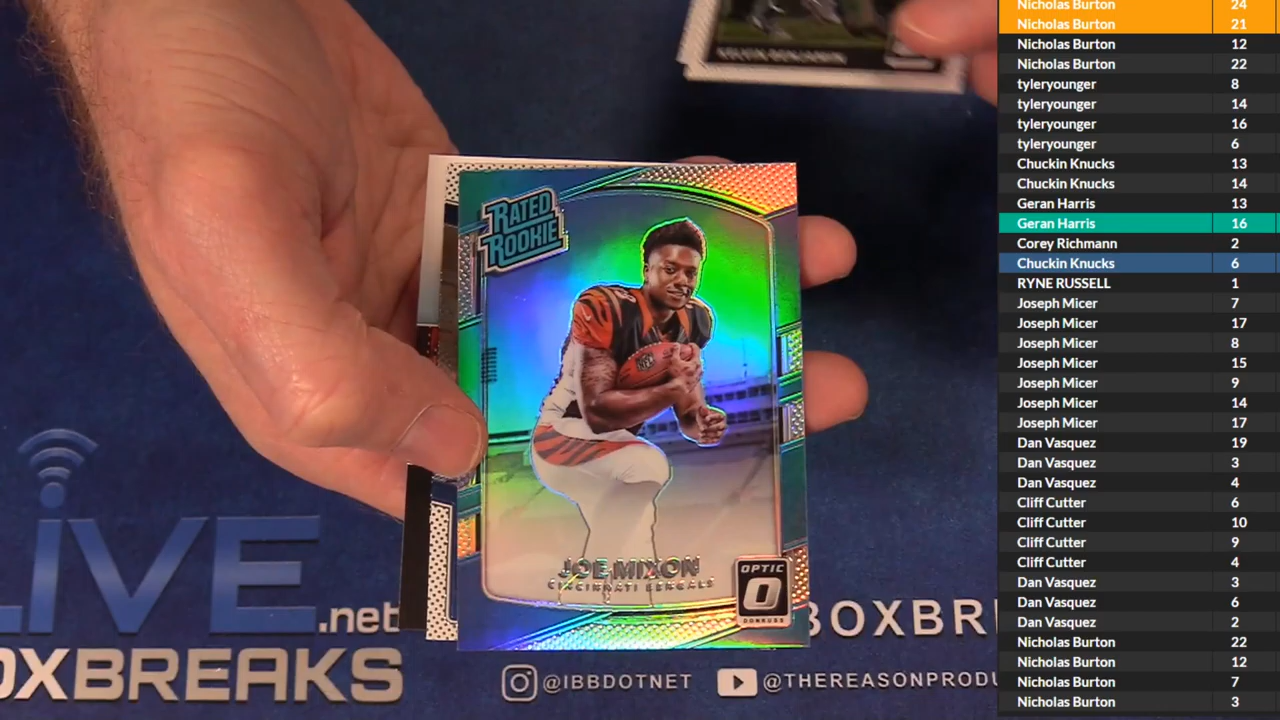 RATED
ROOKIE
JOE MIXON
CINCINNATI BENGALS
OPTIC
O
DONRUSS
LiVE
.net
OXBREAKS
BOXBR
@IBBDOTNET
@THEREASONPRODU
Nicholas Burton 24
Nicholas Burton 21
Nicholas Burton 12
Nicholas Burton 22
tyleryounger 8
tyleryounger 14
tyleryounger 16
tyleryounger 6
Chuckin Knucks 13
Chuckin Knucks 14
Geran Harris 13
Geran Harris 16
Corey Richmann 2
Chuckin Knucks 6
RYNE RUSSELL 1
Joseph Micer 7
Joseph Micer 17
Joseph Micer 8
Joseph Micer 15
Joseph Micer 9
Joseph Micer 14
Joseph Micer 17
Dan Vasquez 19
Dan Vasquez 3
Dan Vasquez 4
Cliff Cutter 6
Cliff Cutter 10
Cliff Cutter 9
Cliff Cutter 4
Dan Vasquez 3
Dan Vasquez 6
Dan Vasquez 2
Nicholas Burton 22
Nicholas Burton 12
Nicholas Burton 7
Nicholas Burton 3